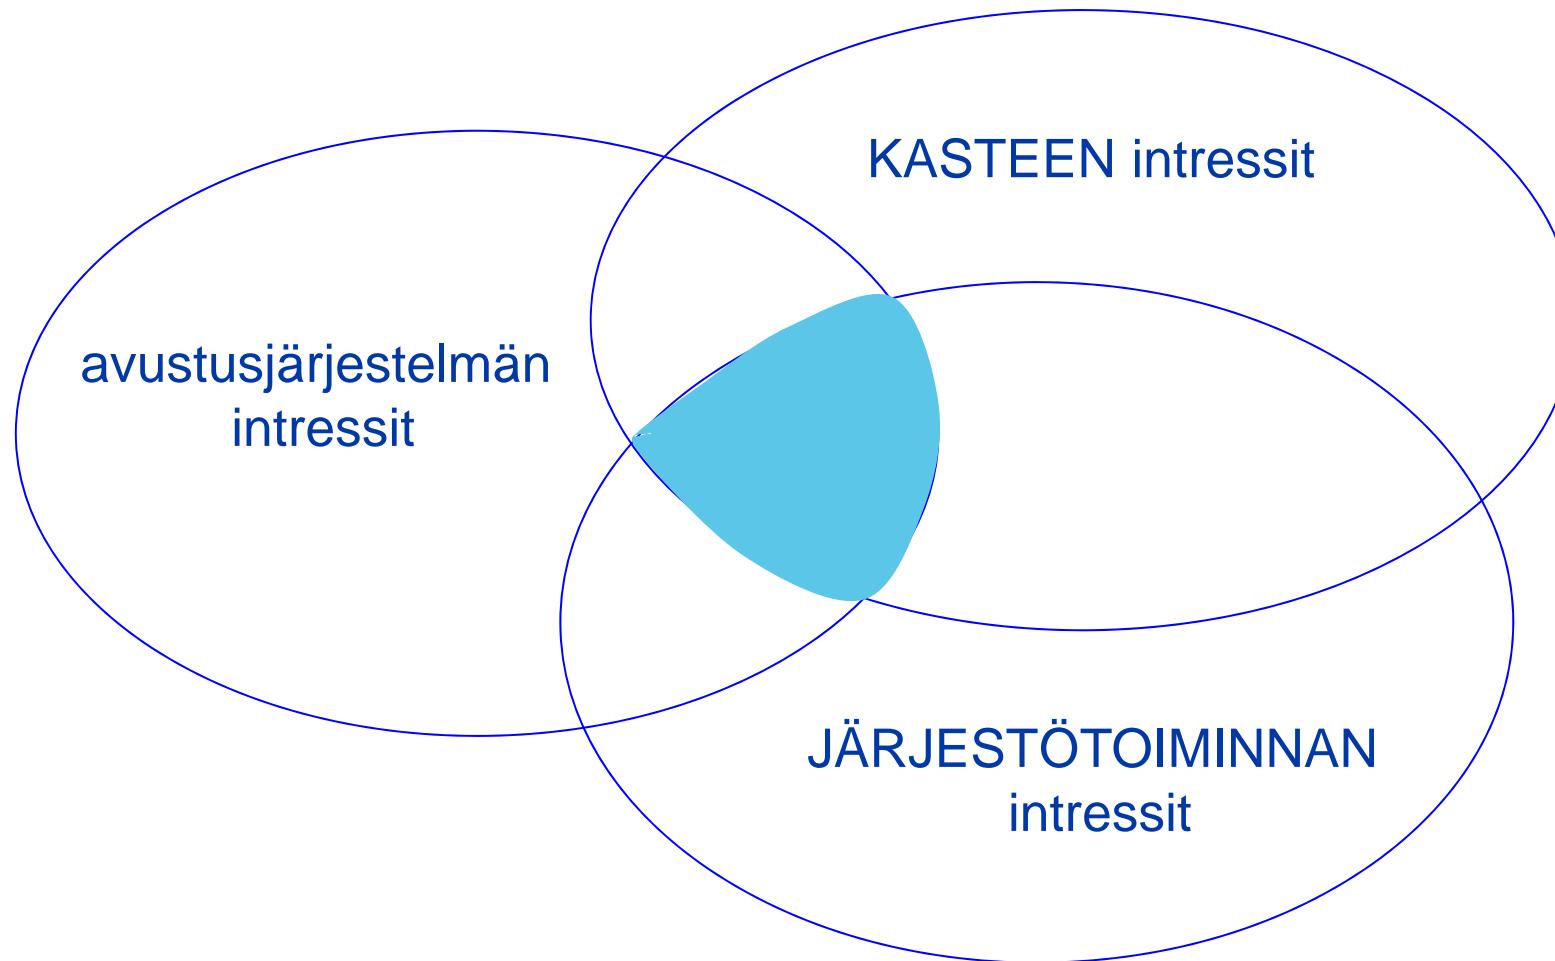 KASTEEN intressit
avustusjärjestelmän
intressit
JÄRJESTÖTOIMINNAN
intressit